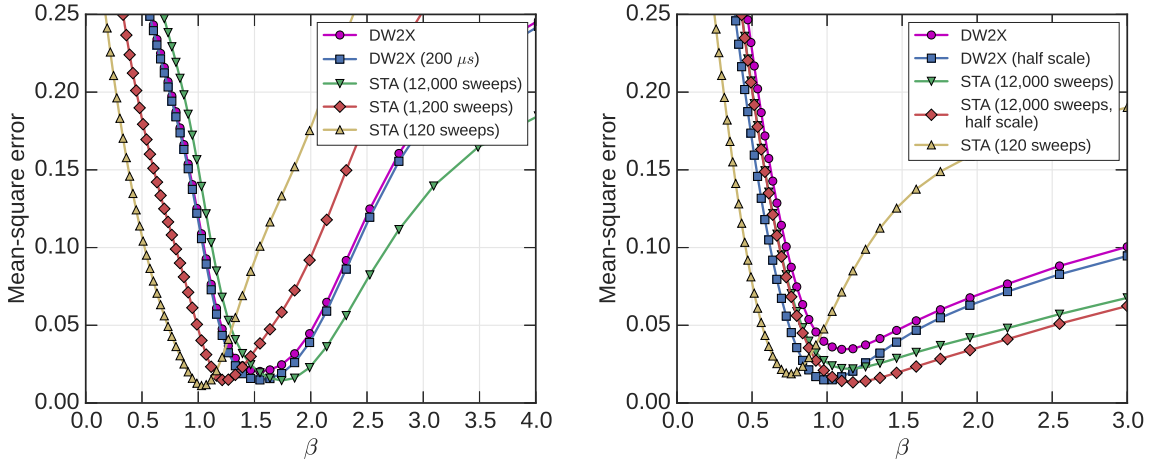 Mean-square error
0.25
0.20
0.15
0.10
0.05
0.00
0.0 0.5 1.0 1.5 2.0 2.5 3.0 3.5 4.0
β
DW2X
DW2X (200 μs)
STA (12,000 sweeps)
STA (1,200 sweeps)
STA (120 sweeps)
Mean-square error
0.25
0.20
0.15
0.10
0.05
0.00
0.0 0.5 1.0 1.5 2.0 2.5 3.0
β
DW2X
DW2X (half scale)
STA (12,000 sweeps)
STA (12,000 sweeps,
half scale)
STA (120 sweeps)